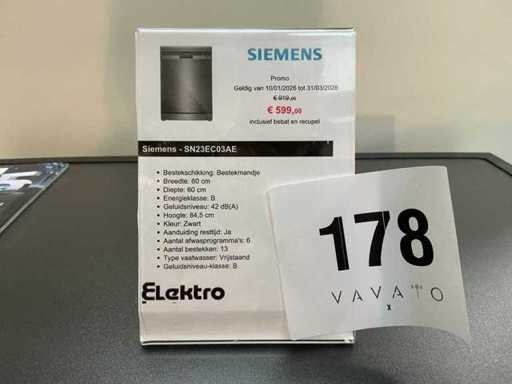 SIEMENS
Promo
Geldig van 10/01/2026 tot 31/03/2026
€ 919,00
€ 599,00
inclusief bebat en recupel
Siemens - SN23EC03AE
• Bestekschikking: Bestekmandje
• Breedte: 60 cm
• Diepte: 60 cm
• Energieklasse: B
• Geluidsniveau: 42 dB(A)
• Hoogte: 84,5 cm
• Kleur: Zwart
• Aanduiding resttijd: Ja
• Aantal afwasprogramma's: 6
• Aantal bestekken: 13
• Type vaatwasser: Vrijstaand
• Geluidsniveau-klasse: B
ELektro
178
VAVATO
x